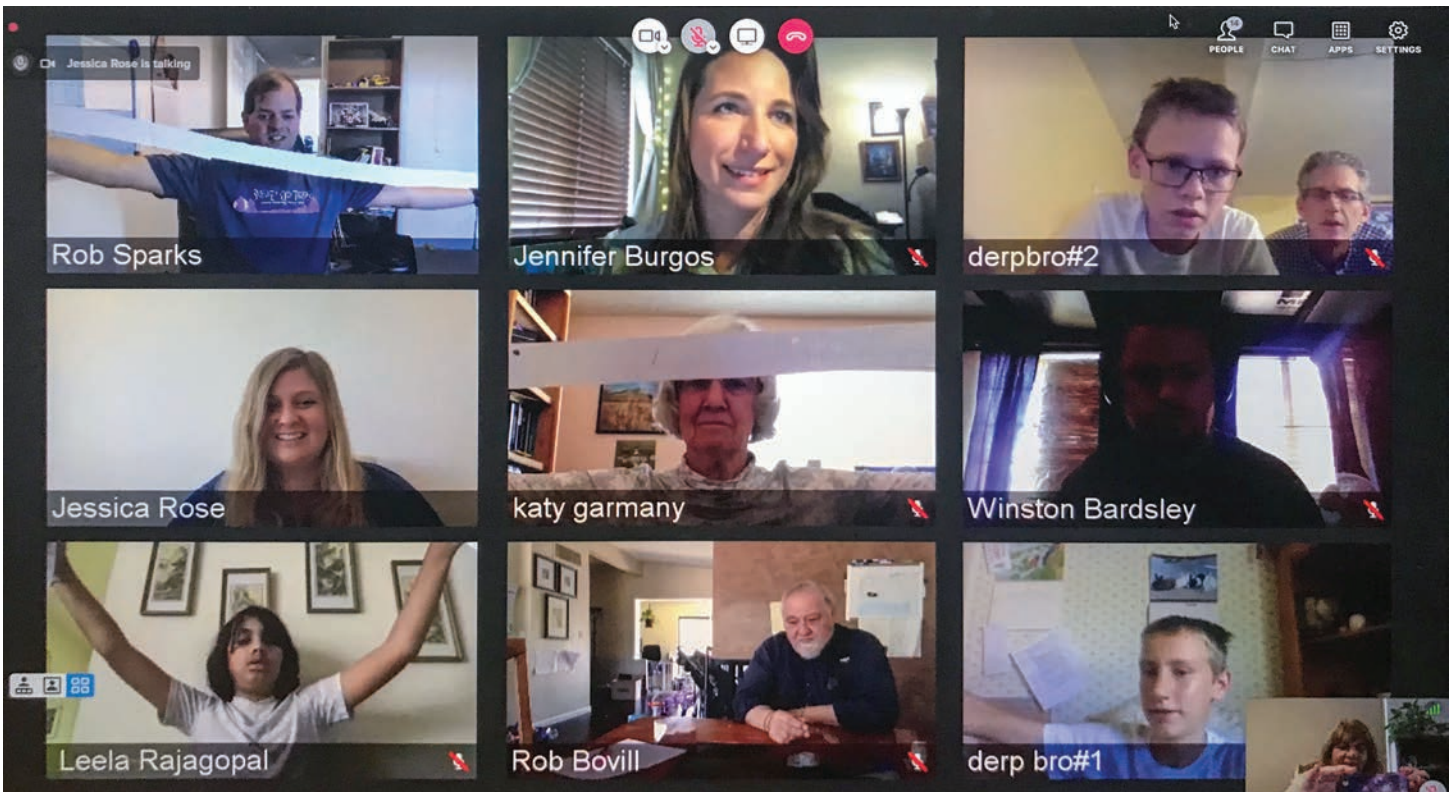 14
PEOPLE
CHAT
APPS
SETTINGS
Jessica Rose is talking
Rob Sparks
Jennifer Burgos
derpbro#2
Jessica Rose
katy garmany
Winston Bardsley
Leela Rajagopal
Rob Bovill
derp bro#1